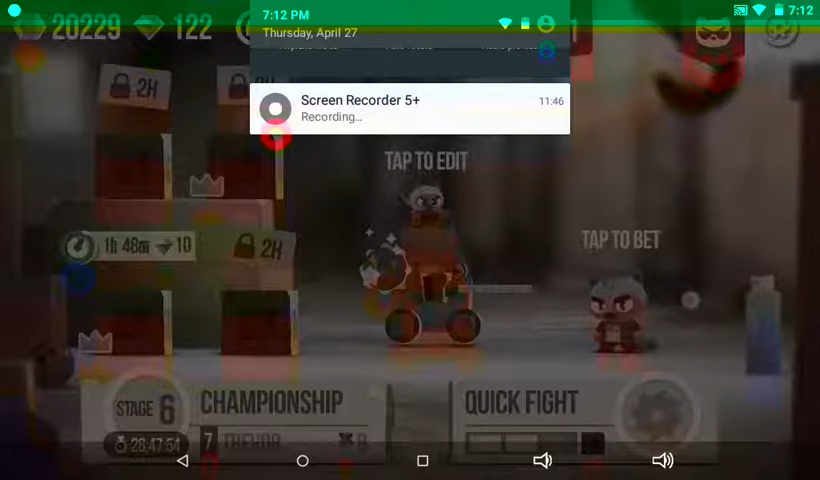 7:12 PM
7:12
20229
122
Thursday, April 27
2H
Screen Recorder 5+
11:46
Recording...
TAP TO EDIT
TAP TO BET
1h 48m
10
2H
STAGE 6
CHAMPIONSHIP
QUICK FIGHT
28:47:54
7
8